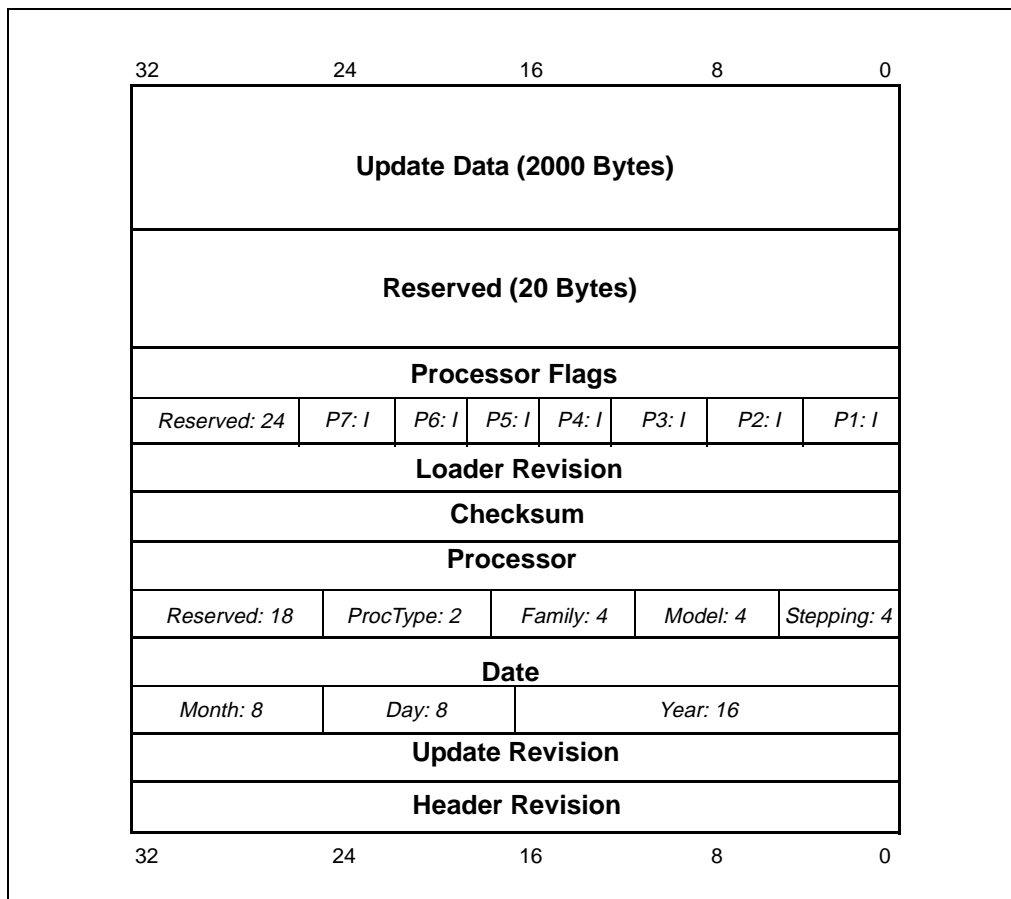 32 24 16 8 0
Update Data (2000 Bytes)
Reserved (20 Bytes)
Processor Flags
Reserved: 24 P7: I P6: I P5: I P4: I P3: I P2: I P1: I
Loader Revision
Checksum
Processor
Reserved: 18 ProcType: 2 Family: 4 Model: 4 Stepping: 4
Date
Month: 8 Day: 8 Year: 16
Update Revision
Header Revision
32 24 16 8 0